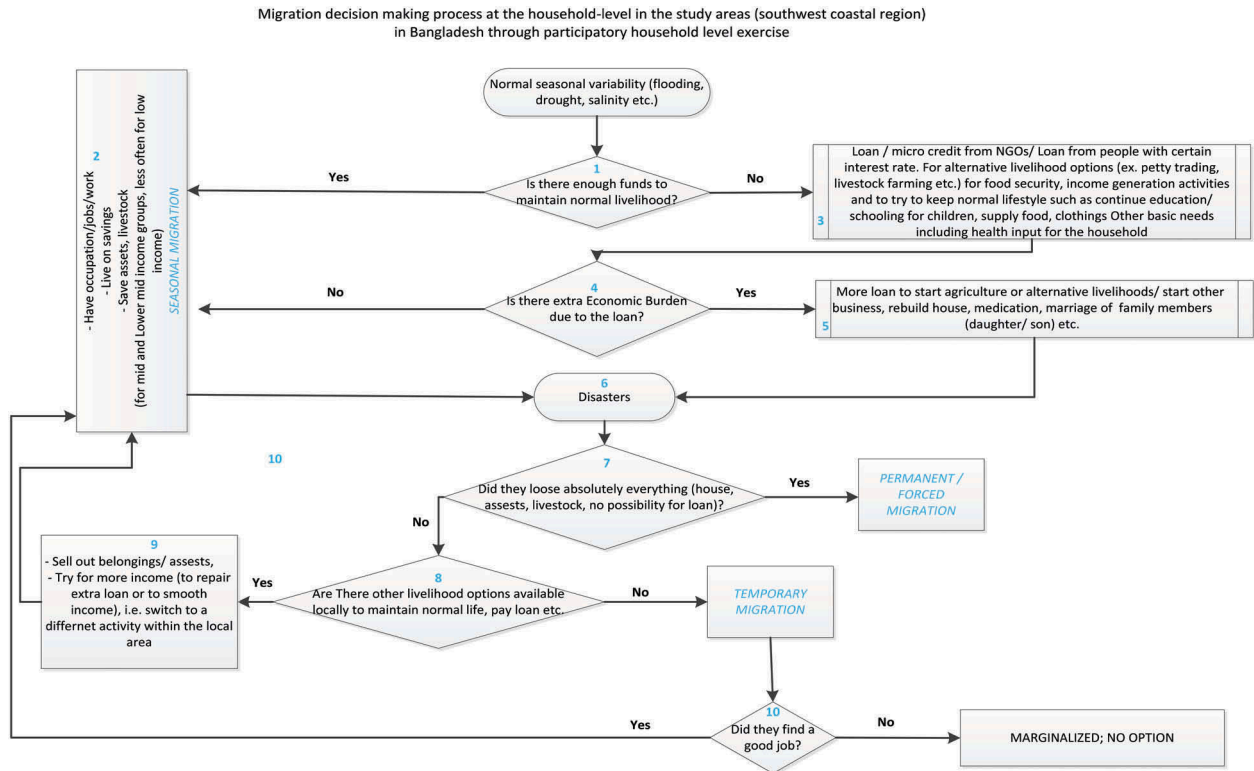 Migration decision making process at the household-level in the study areas (southwest coastal region)
in Bangladesh through participatory household level exercise
Normal seasonal variability (flooding,
drought, salinity etc.)
1
Is there enough funds to
maintain normal livelihood?
Yes
No
2
- Have occupation/jobs/work
- Live on savings
- Save assets, livestock
(for mid and Lower mid income groups, less often for low
income)
SEASONAL MIGRATION
Loan / micro credit from NGOs/ Loan from people with certain
interest rate. For alternative livelihood options (ex. petty trading,
livestock farming etc.) for food security, income generation activities
and to try to keep normal lifestyle such as continue education/
schooling for children, supply food, clothings Other basic needs
including health input for the household
3
4
Is there extra Economic Burden
due to the loan?
No
Yes
More loan to start agriculture or alternative livelihoods/ start other
business, rebuild house, medication, marriage of family members
(daughter/ son) etc.
5
6
Disasters
10
7
Did they loose absolutely everything (house,
assests, livestock, no possibility for loan)?
Yes
No
PERMANENT /
FORCED
MIGRATION
8
Are There other livelihood options available
locally to maintain normal life, pay loan etc.
Yes
No
9
- Sell out belongings/ assests,
- Try for more income (to repair
extra loan or to smooth
income), i.e. switch to a
differnet activity within the local
area
TEMPORARY
MIGRATION
10
Did they find a
good job?
Yes
No
MARGINALIZED; NO OPTION